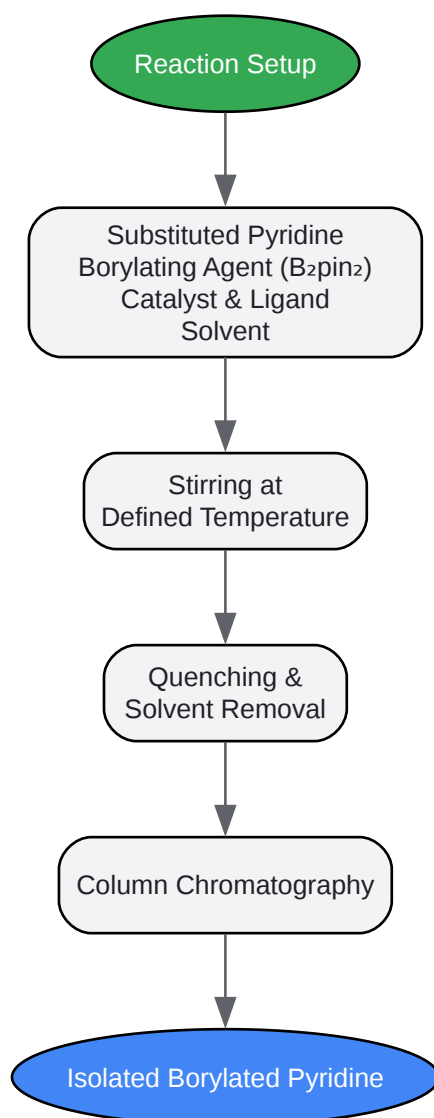 Reaction Setup
Substituted Pyridine
Borylating Agent (B₂pin₂)
Catalyst & Ligand
Solvent
Stirring at
Defined Temperature
Quenching &
Solvent Removal
Column Chromatography
Isolated Borylated Pyridine